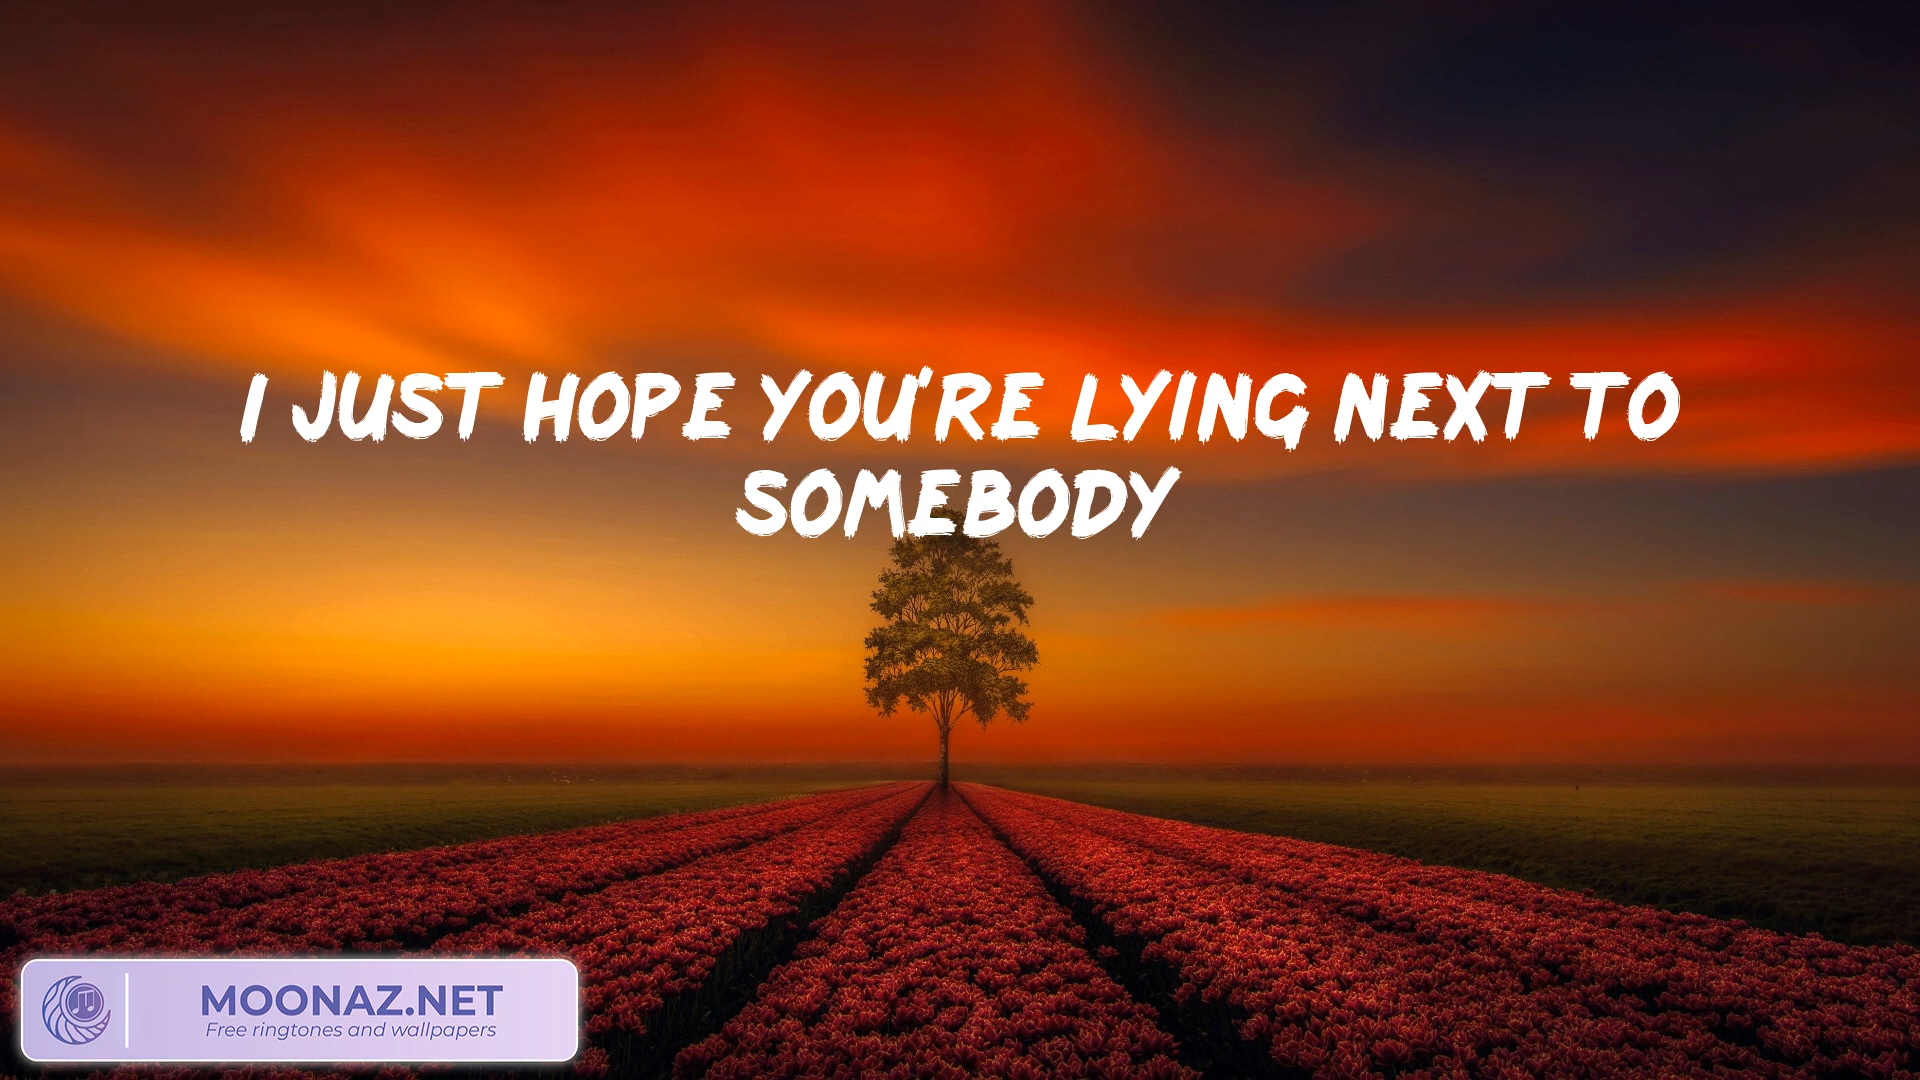 I JUST HOPE YOU'RE LYING NEXT TO
SOMEBODY
MOONAZ.NET
Free ringtones and wallpapers